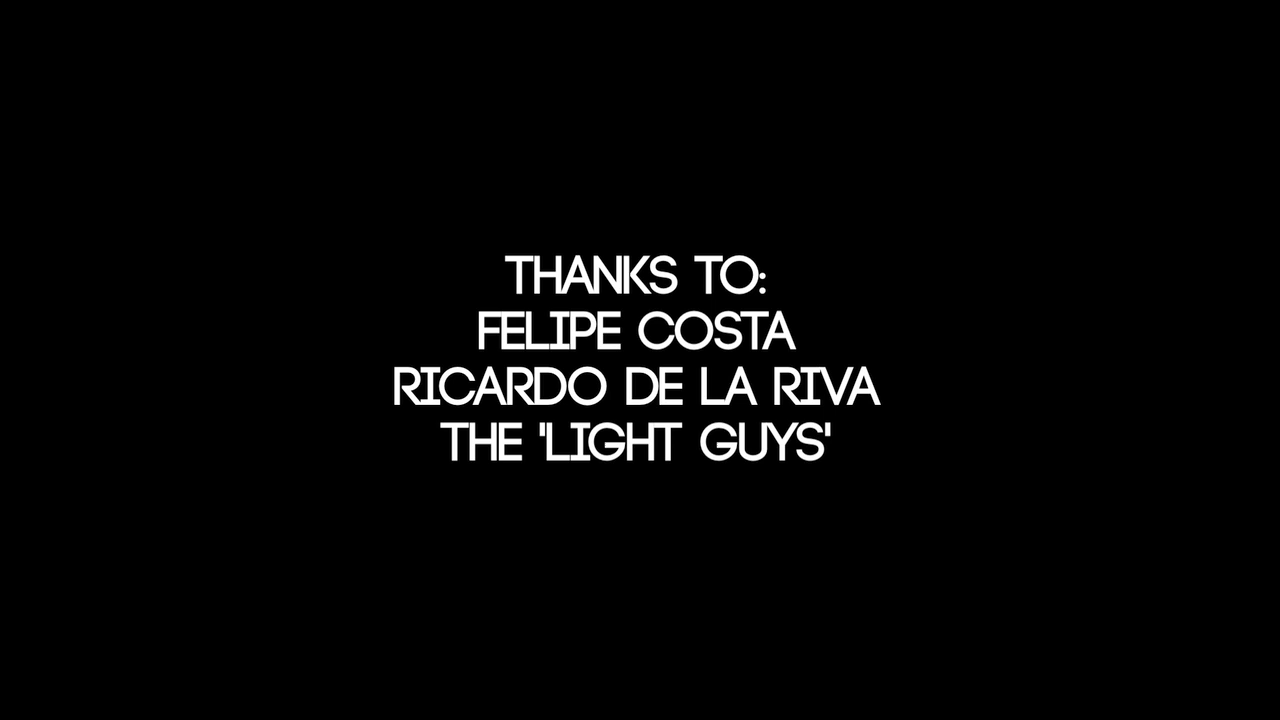 THANKS TO:
FELIPE COSTA
RICARDO DE LA RIVA
THE 'LIGHT GUYS'